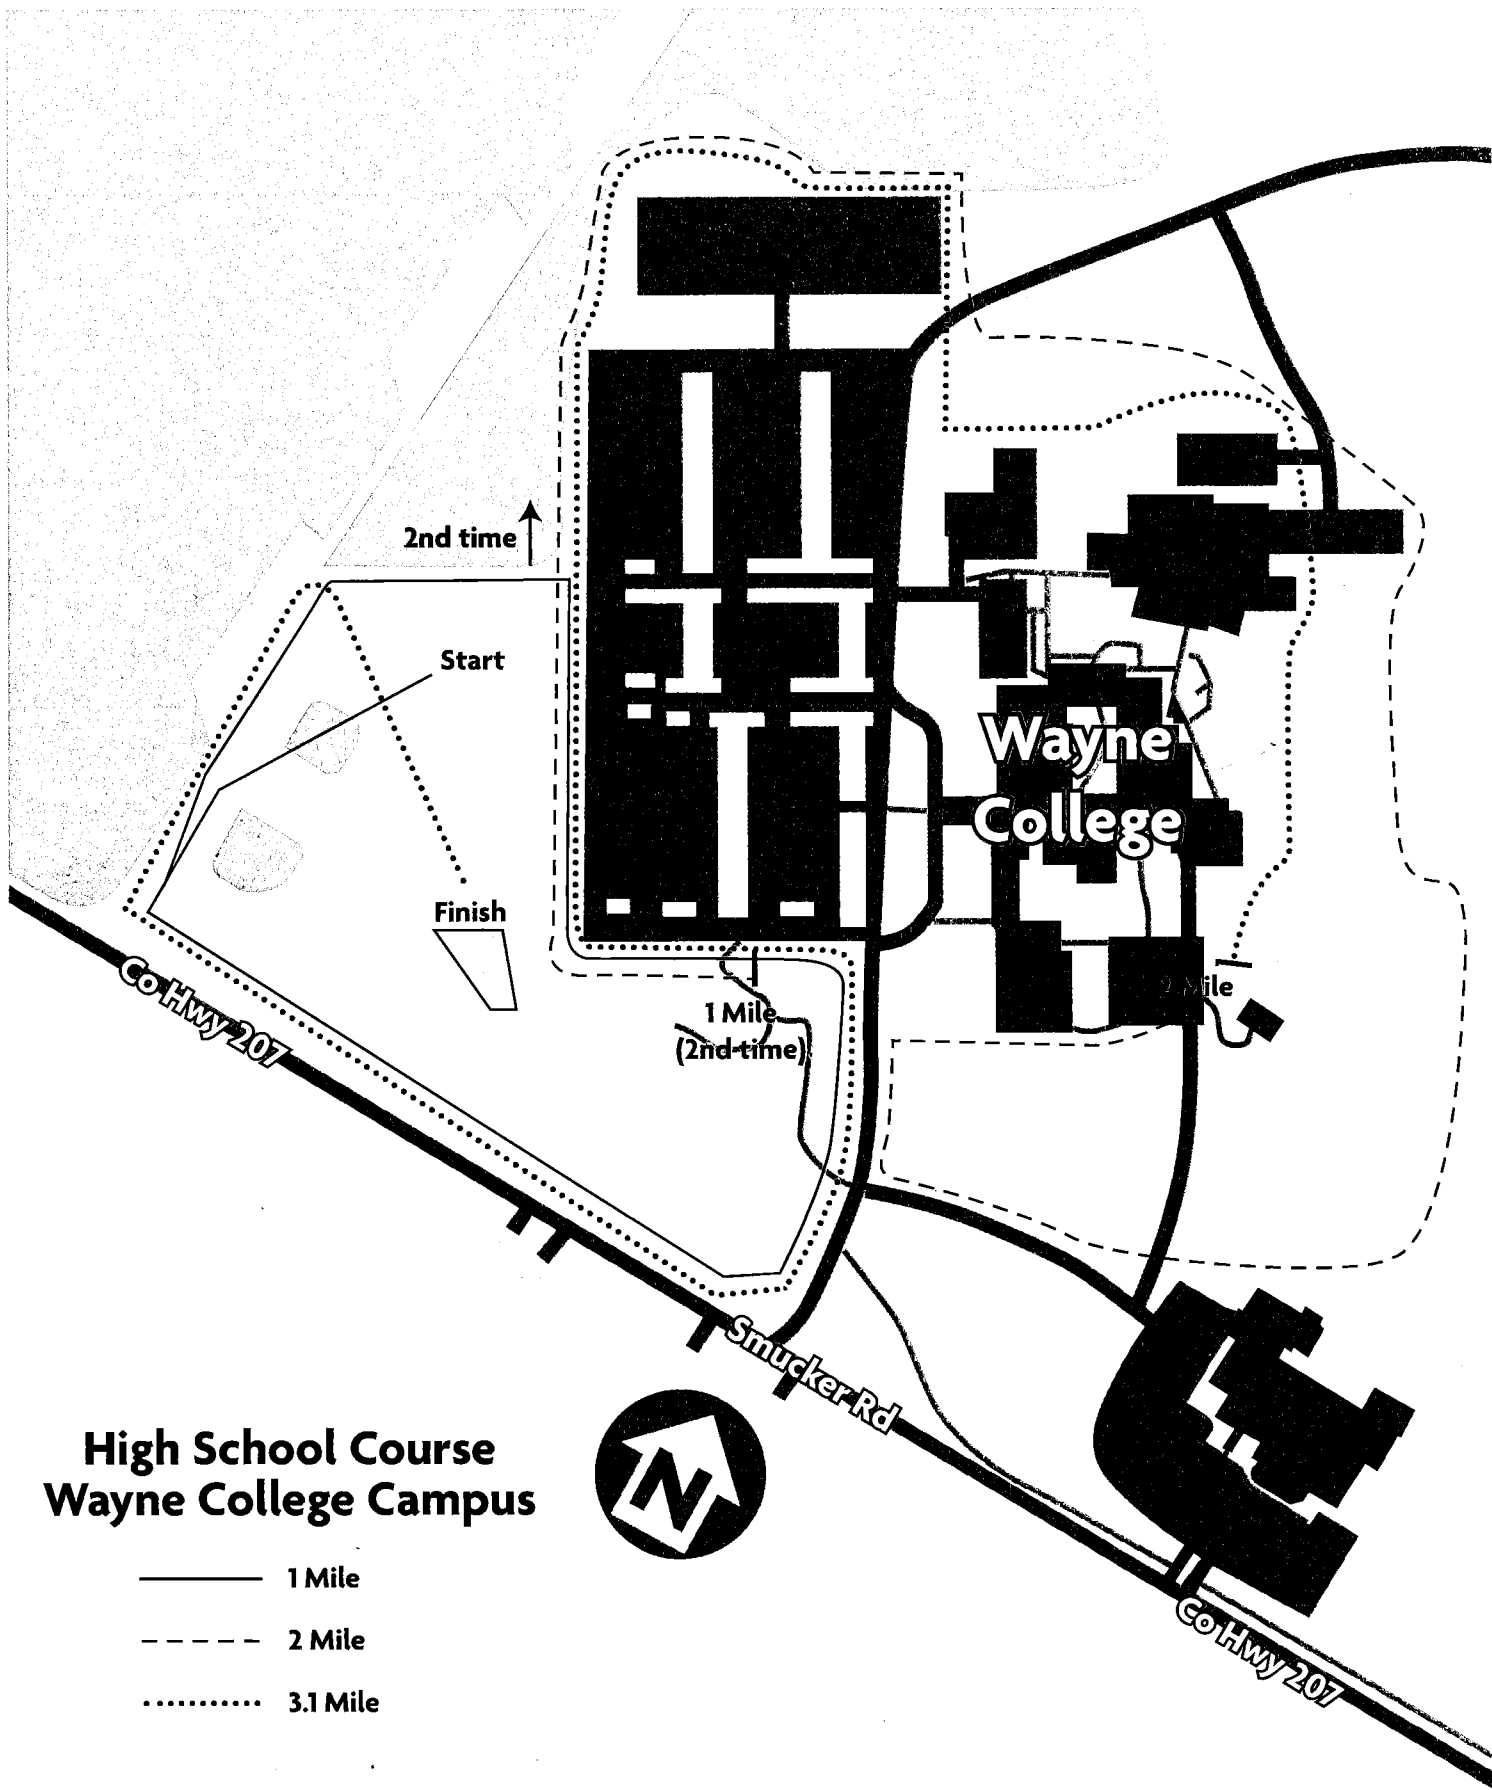 2nd time
Start
Wayne
College
Finish
Co Hwy 207
1 Mile
(2nd time)
2 Mile
Smucker Rd
N
High School Course
Wayne College Campus
1 Mile
2 Mile
3.1 Mile
Co Hwy 207